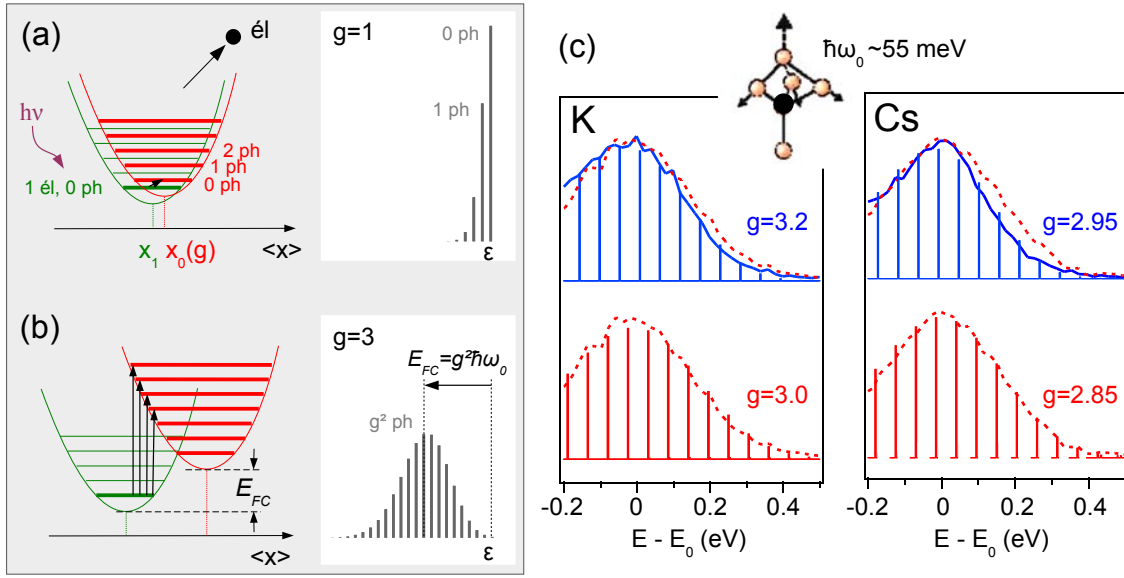 (a)
él
hν
2 ph
1 ph
0 ph
1 él, 0 ph
x₁ x₀(g) <x>
g=1
0 ph
1 ph
ε
(b)
E_FC
<x>
g=3
E_FC=g²ħω₀
g² ph
ε
(c)
ħω₀ ~55 meV
K
g=3.2
g=3.0
-0.2 0 0.2 0.4
E - E₀ (eV)
Cs
g=2.95
g=2.85
-0.2 0 0.2 0.4
E - E₀ (eV)